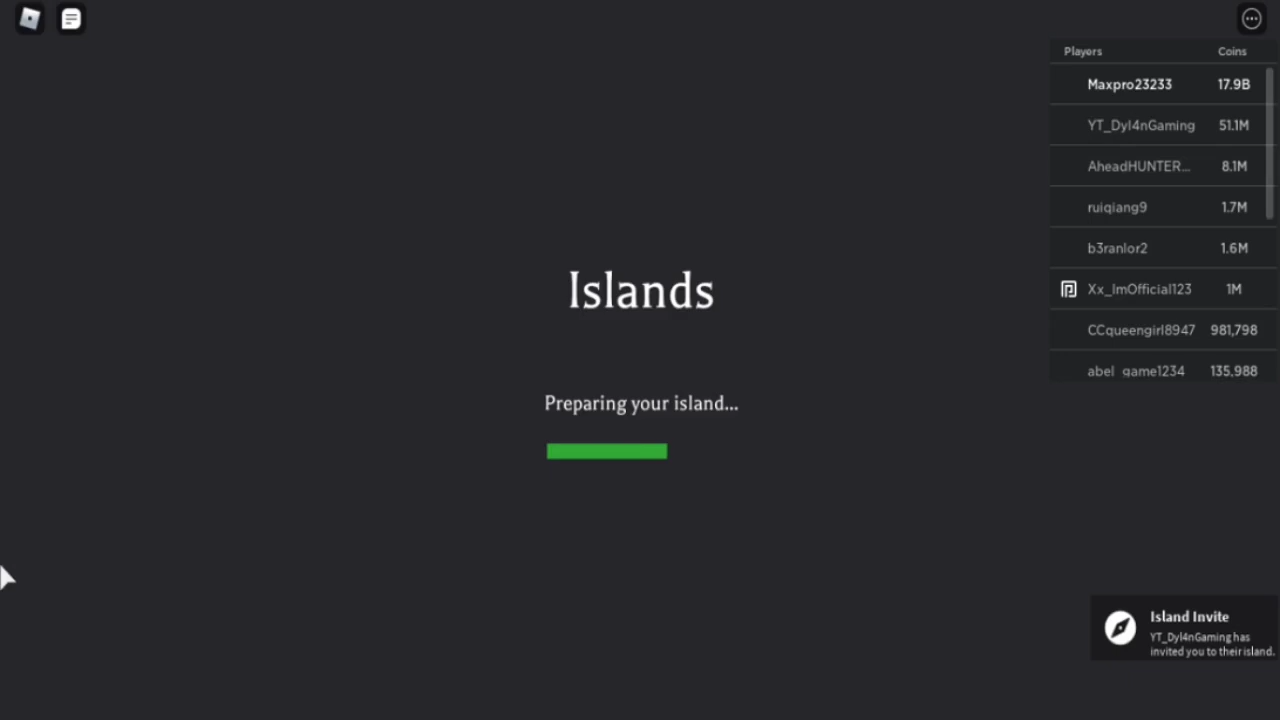 Players Coins
Maxpro23233 17.9B
YT_Dyl4nGaming 51.1M
AheadHUNTER... 8.1M
ruiqiang9 1.7M
b3ranlor2 1.6M
Xx_ImOfficial123 1M
CCqueengirl8947 981,798
abel_game1234 135,988
Islands
Preparing your island...
Island Invite
YT_Dyl4nGaming has
invited you to their island.